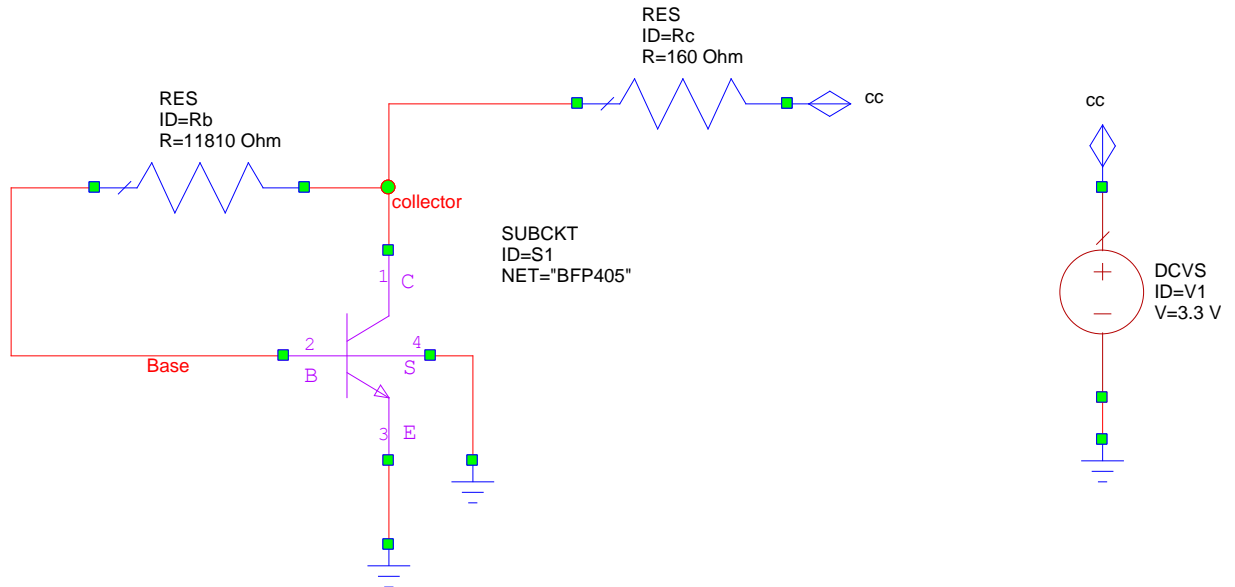 RES
ID=Rc
R=160 Ohm
cc
RES
ID=Rb
R=11810 Ohm
collector
SUBCKT
ID=S1
NET="BFP405"
1
C
2
B
4
S
3
E
Base
cc
DCVS
ID=V1
V=3.3 V